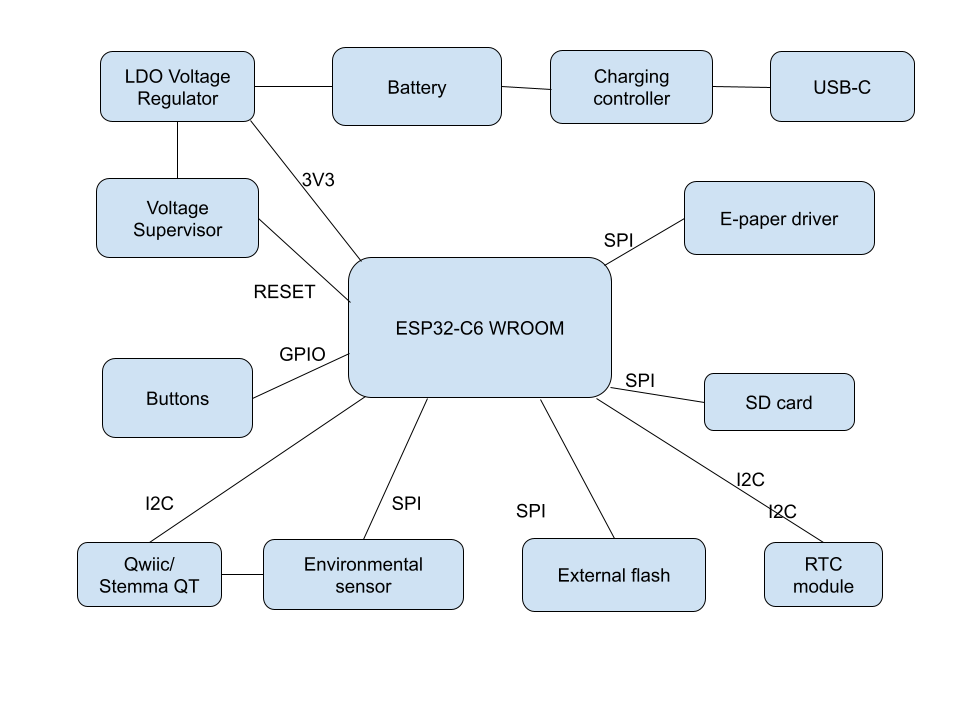 LDO Voltage
Regulator
Battery
Charging
controller
USB-C
3V3
Voltage
Supervisor
E-paper driver
SPI
RESET
ESP32-C6 WROOM
GPIO
Buttons
SPI
SD card
I2C
I2C
SPI
SPI
I2C
Qwiic/
Stemma QT
Environmental
sensor
External flash
RTC
module